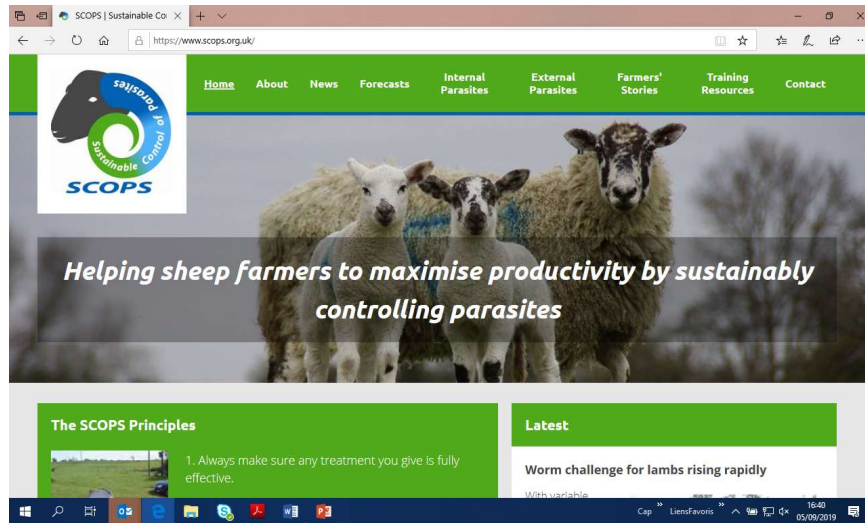 SCOPS | Sustainable Co
https://www.scops.org.uk/
Sustainable Control of Parasites
SCOPS
Home
About
News
Forecasts
Internal
Parasites
External
Parasites
Farmers'
Stories
Training
Resources
Contact
Helping sheep farmers to maximise productivity by sustainably
controlling parasites
The SCOPS Principles
1. Always make sure any treatment you give is fully
effective.
Latest
Worm challenge for lambs rising rapidly
With variable
Cap
LiensFavoris
16:40
05/09/2019